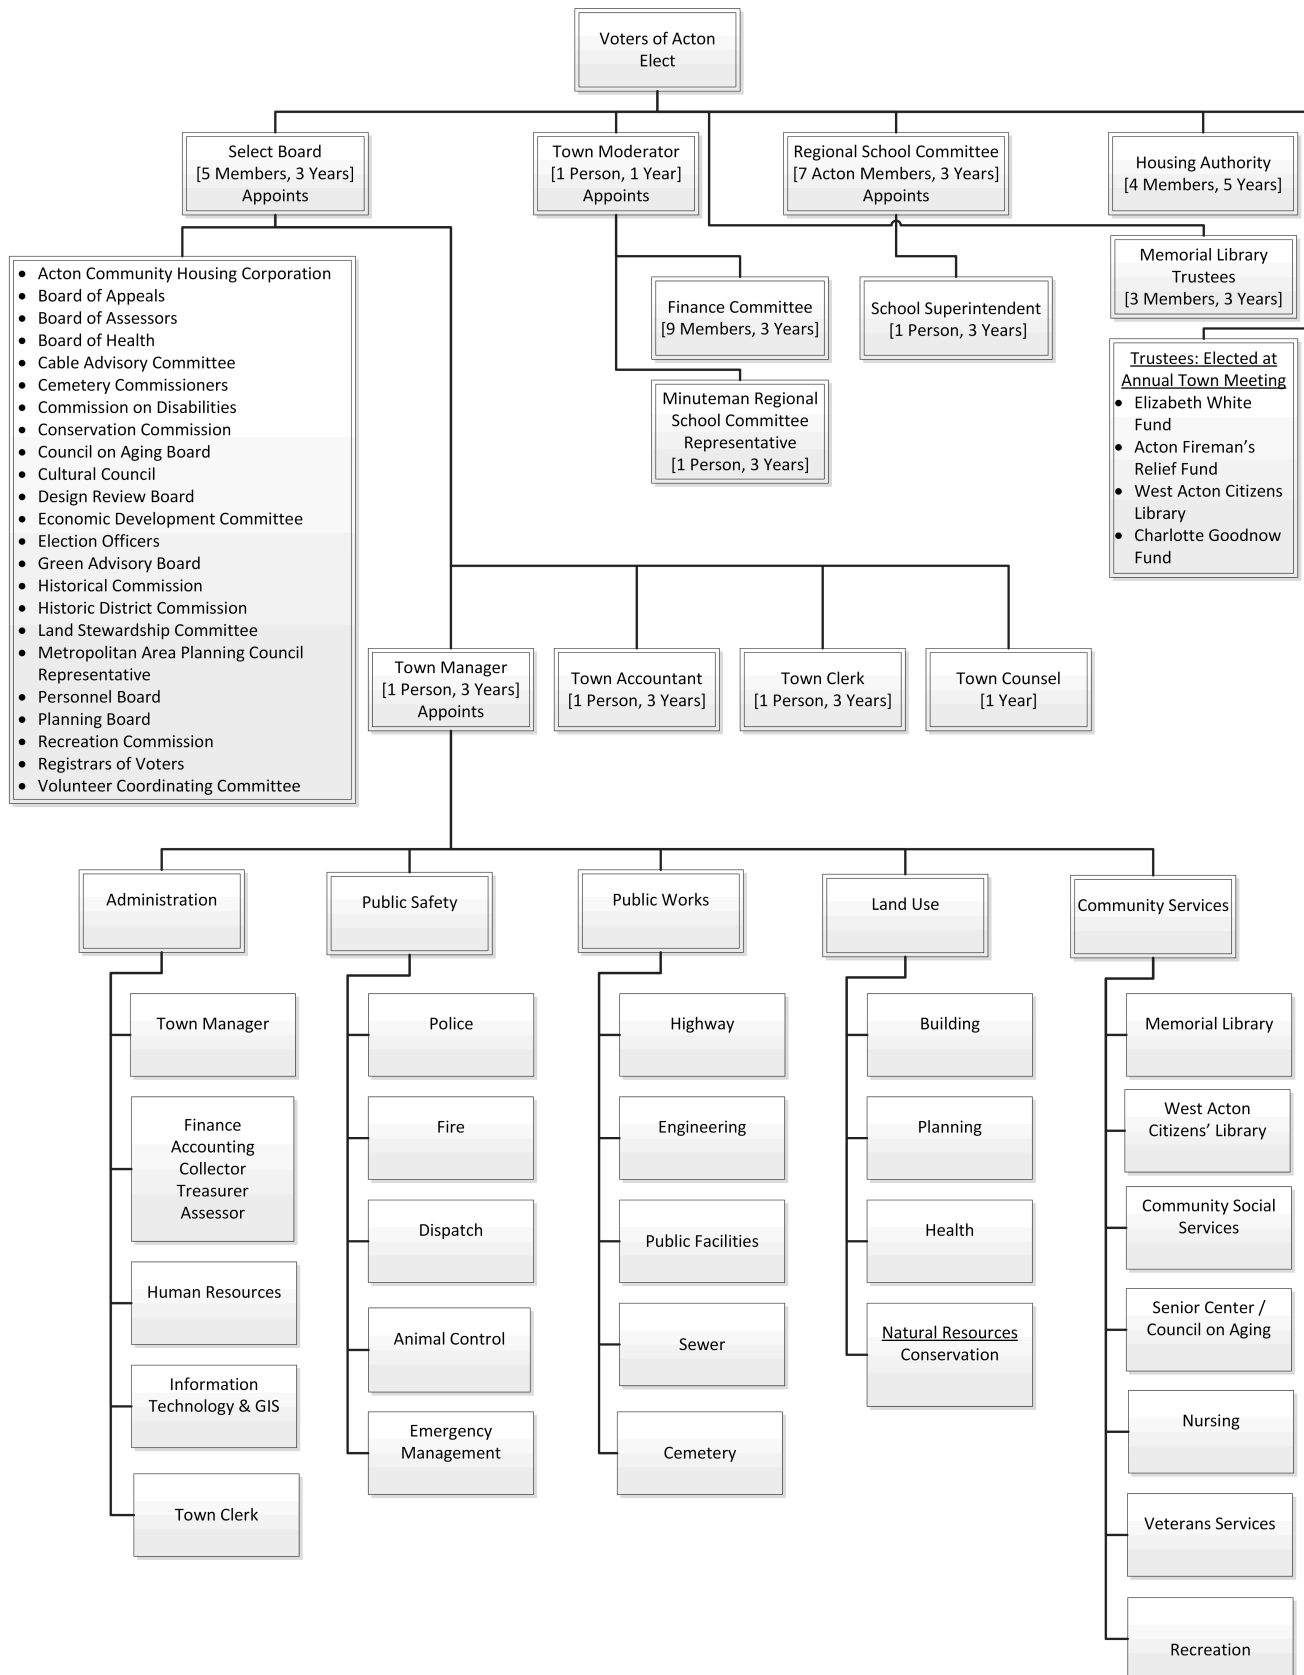 Voters of Acton
Elect
Select Board
[5 Members, 3 Years]
Appoints
Town Moderator
[1 Person, 1 Year]
Appoints
Regional School Committee
[7 Acton Members, 3 Years]
Appoints
Housing Authority
[4 Members, 5 Years]
Memorial Library
Trustees
[3 Members, 3 Years]
• Acton Community Housing Corporation
• Board of Appeals
• Board of Assessors
• Board of Health
• Cable Advisory Committee
• Cemetery Commissioners
• Commission on Disabilities
• Conservation Commission
• Council on Aging Board
• Cultural Council
• Design Review Board
• Economic Development Committee
• Election Officers
• Green Advisory Board
• Historical Commission
• Historic District Commission
• Land Stewardship Committee
• Metropolitan Area Planning Council
Representative
• Personnel Board
• Planning Board
• Recreation Commission
• Registrars of Voters
• Volunteer Coordinating Committee
Finance Committee
[9 Members, 3 Years]
School Superintendent
[1 Person, 3 Years]
Minuteman Regional
School Committee
Representative
[1 Person, 3 Years]
Trustees: Elected at
Annual Town Meeting
• Elizabeth White
Fund
• Acton Fireman’s
Relief Fund
• West Acton Citizens
Library
• Charlotte Goodnow
Fund
Town Manager
[1 Person, 3 Years]
Appoints
Town Accountant
[1 Person, 3 Years]
Town Clerk
[1 Person, 3 Years]
Town Counsel
[1 Year]
Administration
Town Manager
Finance
Accounting
Collector
Treasurer
Assessor
Human Resources
Information
Technology & GIS
Town Clerk
Public Safety
Police
Fire
Dispatch
Animal Control
Emergency
Management
Public Works
Highway
Engineering
Public Facilities
Sewer
Cemetery
Land Use
Building
Planning
Health
Natural Resources
Conservation
Community Services
Memorial Library
West Acton
Citizens’ Library
Community Social
Services
Senior Center /
Council on Aging
Nursing
Veterans Services
Recreation